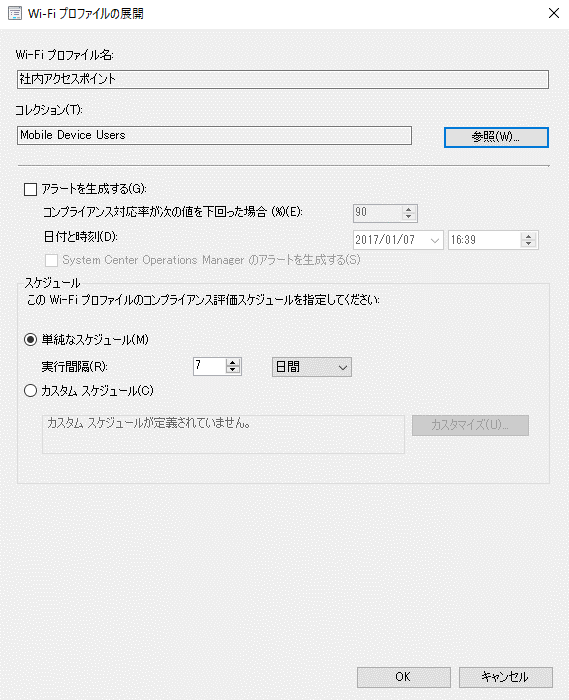 Wi-Fi プロファイルの展開
Wi-Fi プロファイル名:
社内アクセスポイント
コレクション(T):
Mobile Device Users
参照(W)...
アラートを生成する(G):
コンプライアンス対応率が次の値を下回った場合 (%)(E):
90
日付と時刻(D):
2017/01/07
16:39
System Center Operations Manager のアラートを生成する(S)
スケジュール
この Wi-Fi プロファイルのコンプライアンス評価スケジュールを指定してください:
単純なスケジュール(M)
実行間隔(R):
7
日間
カスタム スケジュール(C)
カスタム スケジュールが定義されていません。
カスタマイズ(U)...
OK
キャンセル